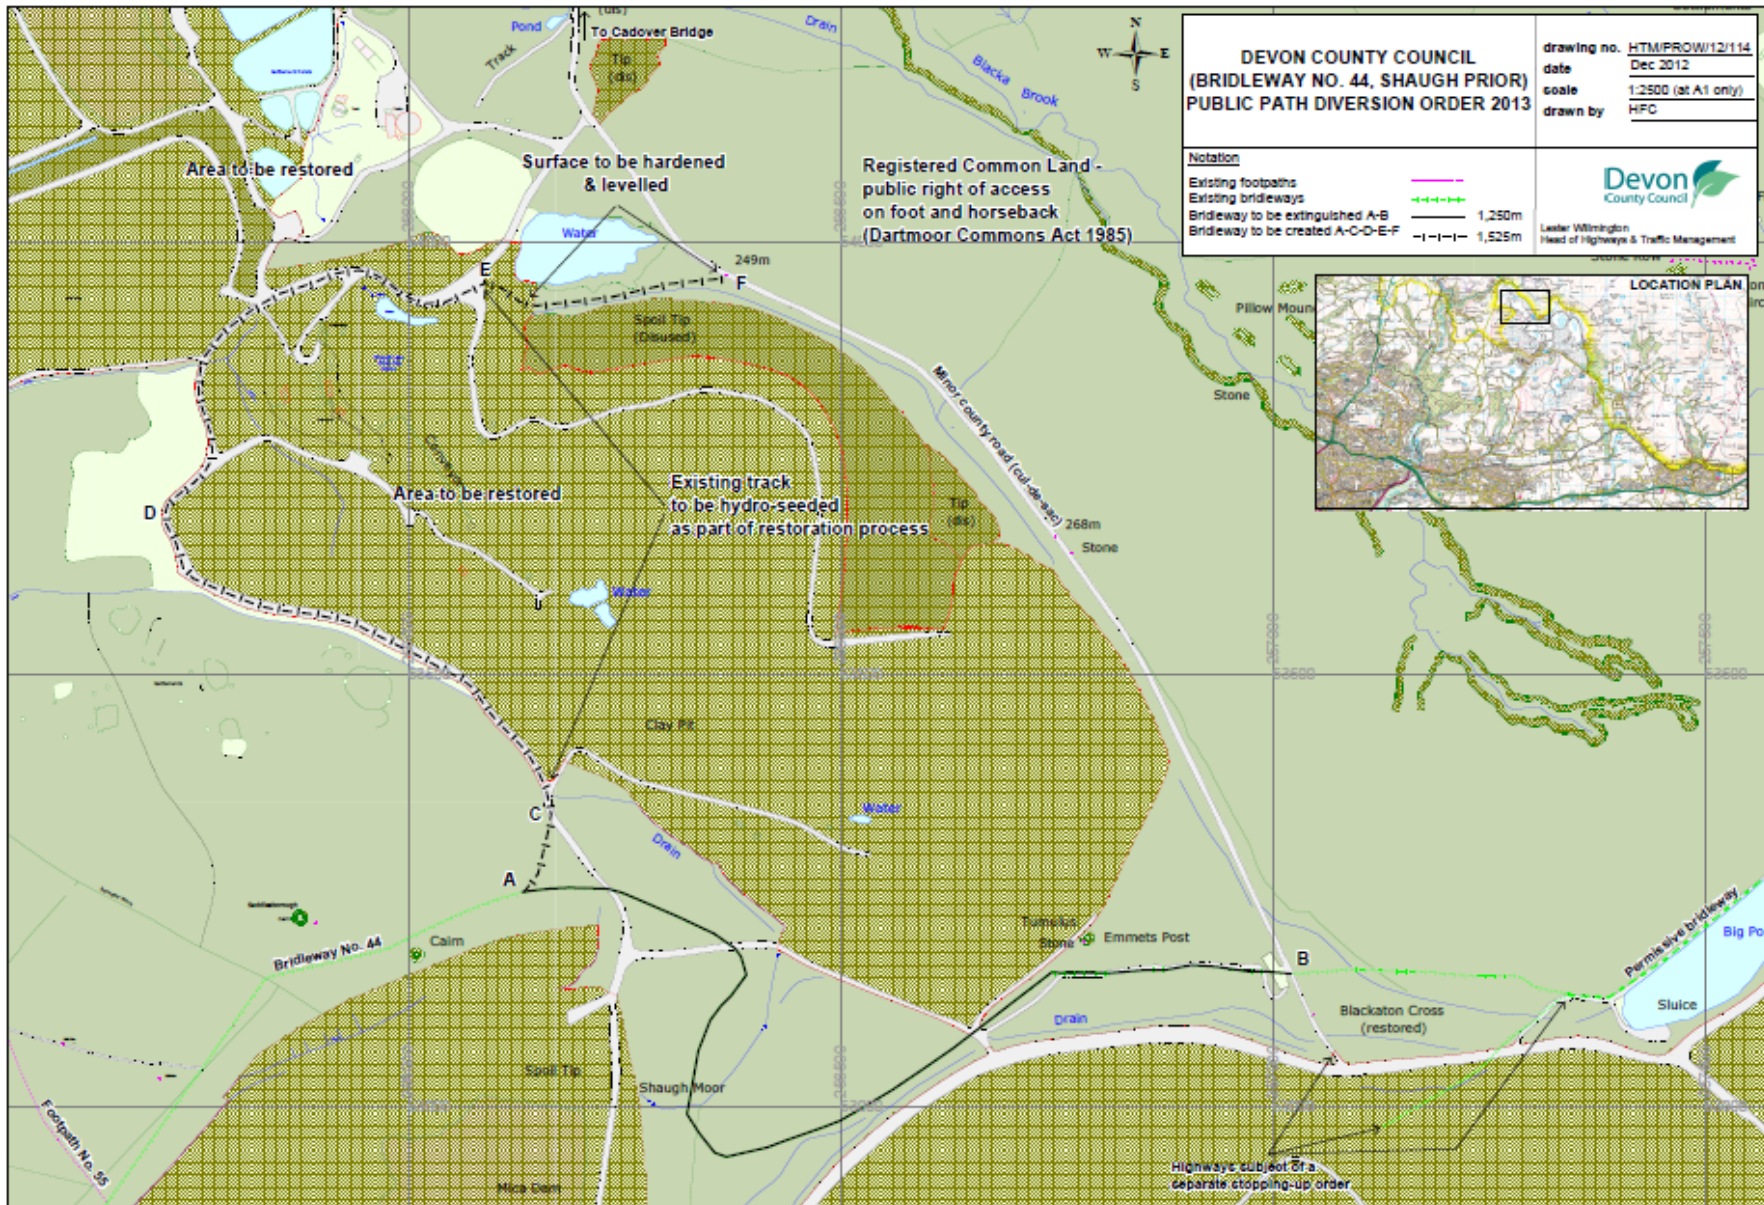 DEVON COUNTY COUNCIL
(BRIDLEWAY NO. 44, SHAUGH PRIOR)
PUBLIC PATH DIVERSION ORDER 2013
drawing no. HTM/PROW/12/114
date Dec 2012
scale 1:2500 (at A1 only)
drawn by HFC
Notation
Existing footpaths
Existing bridleways
Bridleway to be extinguished A-B 1,250m
Bridleway to be created A-C-D-E-F 1,525m
Devon
County Council
Lester Willmington
Head of Highways & Traffic Management
LOCATION PLAN
N
W E
S
(dis)
Pond
To Cadover Bridge
Track
Tip
(dis)
Drain
Blacka Brook
Area to be restored
Surface to be hardened
& levelled
Registered Common Land -
public right of access
on foot and horseback
(Dartmoor Commons Act 1985)
Water
249m
E
F
Spoil Tip
(Disused)
Pillow Moun
Stone
Minor county road (cul-de-sac)
Conveyor
Area to be restored
D
Existing track
to be hydro-seeded
as part of restoration process
Tip
(dis)
268m
Stone
Water
Clay Pit
C
Water
Drain
A
Cairn
Bridleway No. 44
Tumulus
Stone
Emmets Post
B
Permissive bridleway
Big Po
Sluice
Blackaton Cross
(restored)
Drain
Spoil Tip
Shaugh Moor
Footpath No. 55
Mica Dam
Highways subject of a
separate stopping-up order